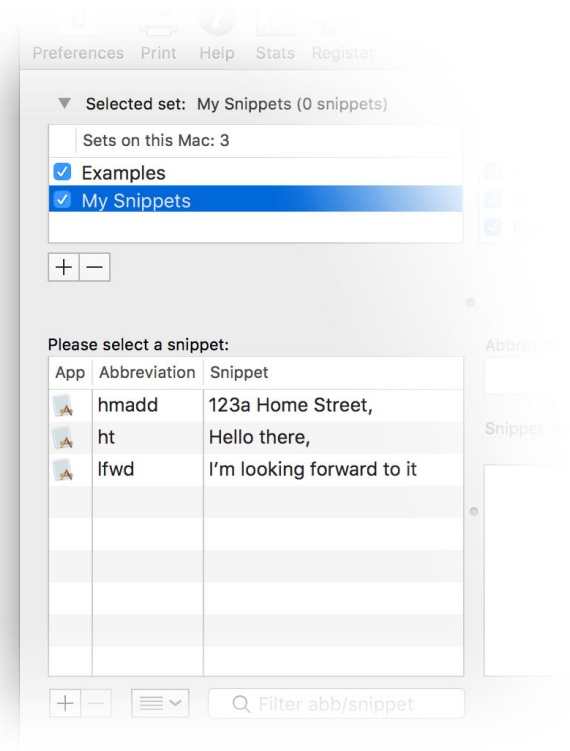 Preferences Print Help Stats Register
Selected set: My Snippets (0 snippets)
Sets on this Mac: 3
Examples
My Snippets
Please select a snippet:
App Abbreviation Snippet
hmadd 123a Home Street,
ht Hello there,
lfwd I’m looking forward to it
Filter abb/snippet